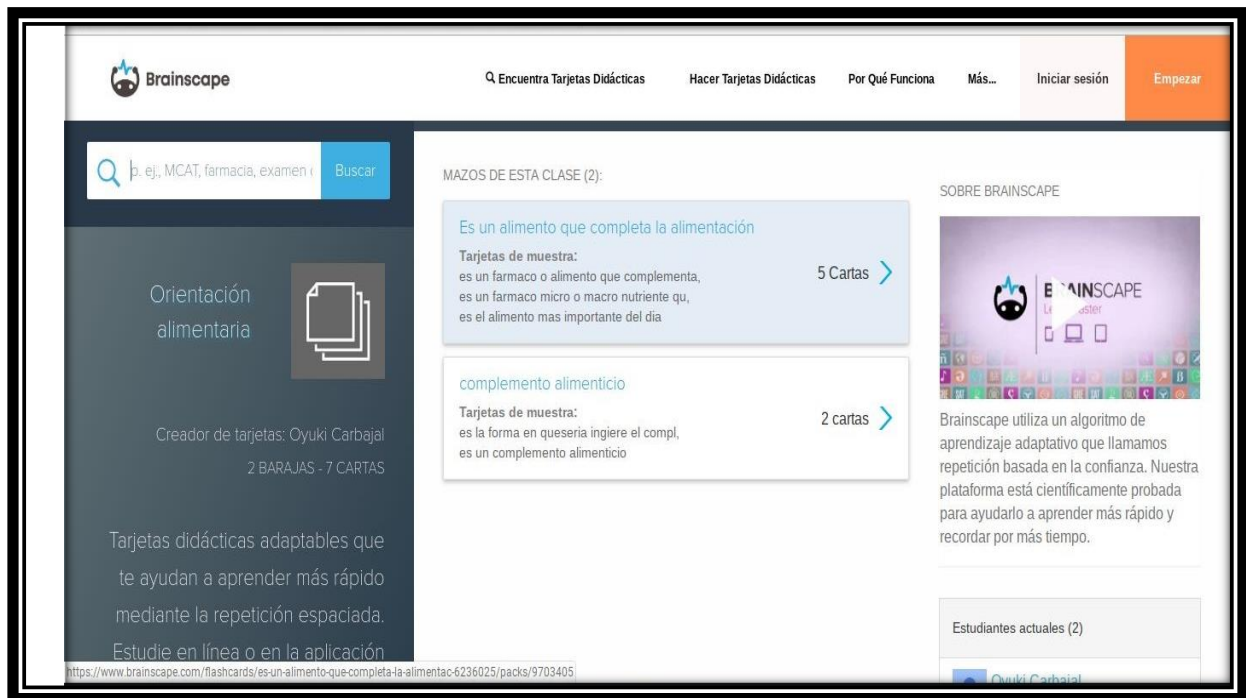 Brainscape
Encuentra Tarjetas Didácticas
Hacer Tarjetas Didácticas
Por Qué Funciona
Más...
Iniciar sesión
Empezar
p. ej., MCAT, farmacia, examen
Buscar
Orientación
alimentaria
Creador de tarjetas: Oyuki Carbajal
2 BARAJAS - 7 CARTAS
Tarjetas didácticas adaptables que
te ayudan a aprender más rápido
mediante la repetición espaciada.
Estudie en línea o en la aplicación
MAZOS DE ESTA CLASE (2):
Es un alimento que completa la alimentación
Tarjetas de muestra:
es un farmaco o alimento que complementa,
es un farmaco micro o macro nutriente qu,
es el alimento mas importante del dia
5 Cartas
complemento alimenticio
Tarjetas de muestra:
es la forma en queseria ingiere el compl,
es un complemento alimenticio
2 cartas
SOBRE BRAINSCAPE
BRAINSCAPE
Brainscape utiliza un algoritmo de
aprendizaje adaptativo que llamamos
repetición basada en la confianza. Nuestra
plataforma está científicamente probada
para ayudarlo a aprender más rápido y
recordar por más tiempo.
Estudiantes actuales (2)
Oyuki Carbajal
https://www.brainscape.com/flashcards/es-un-alimento-que-completa-la-alimentac-6236025/packs/9703405